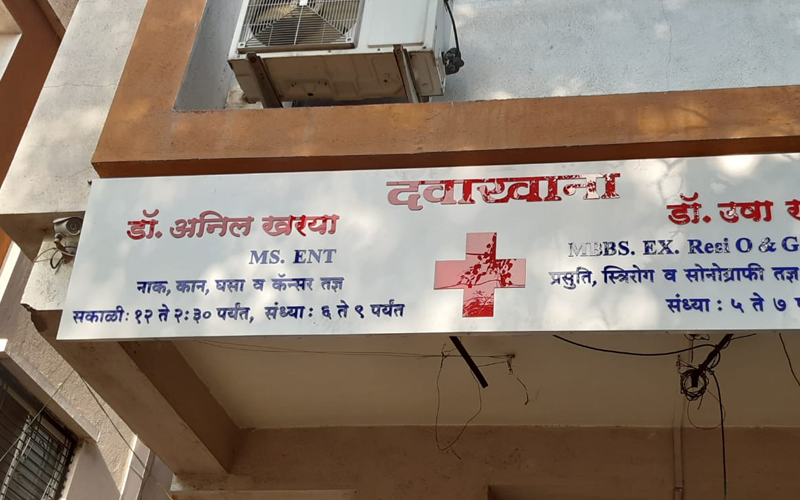 दवाखाना
डॉ. अनिल खरया
MS. ENT
नाक, कान, घसा व कॅन्सर तज्ञ
सकाळी: १२ ते २:३० पर्यंत, संध्या : ६ ते ९ पर्यंत
डॉ. उषा
MBBS. EX. Resi O & G
प्रसुति, स्त्रिरोग व सोनोग्राफी तज्ञ
संध्या : ५ ते ७